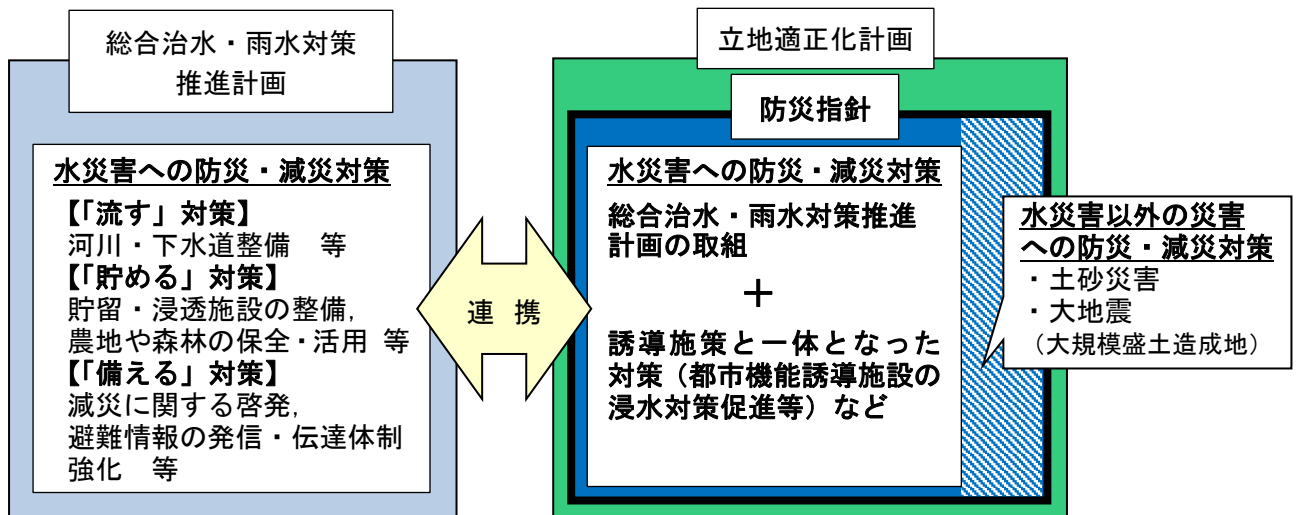 総合治水・雨水対策
推進計画
水災害への防災・減災対策
【「流す」対策】
河川・下水道整備　等
【「貯める」対策】
貯留・浸透施設の整備,
農地や森林の保全・活用 等
【「備える」対策】
減災に関する啓発,
避難情報の発信・伝達体制
強化　等
連 携
立地適正化計画
防災指針
水災害への防災・減災対策
総合治水・雨水対策推進
計画の取組
＋
誘導施策と一体となった
対策（都市機能誘導施設の
浸水対策促進等）など
水災害以外の災害
への防災・減災対策
・土砂災害
・大地震
（大規模盛土造成地）